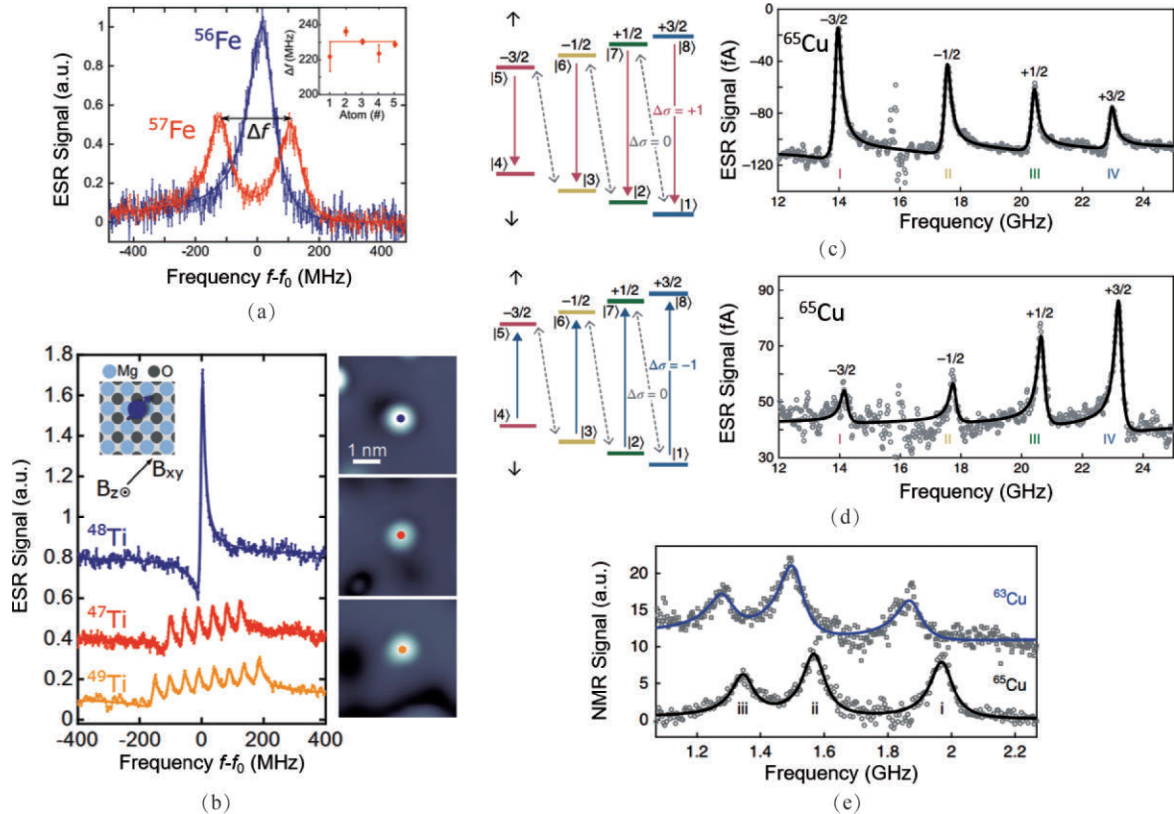 ⁵⁶Fe
⁵⁷Fe
Δf
ESR Signal (a.u.)
1
0.8
0.6
0.4
0.2
0
-400 -200 0 200 400
Frequency f-f₀ (MHz)
Δf (MHz)
240
220
200
1 2 3 4 5
Atom (#)
(a)
ESR Signal (a.u.)
1.8
1.6
1.4
1.2
1
0.8
0.6
0.4
0.2
0
Mg O
B_z
B_xy
⁴⁸Ti
⁴⁷Ti
⁴⁹Ti
-400 -200 0 200 400
Frequency f-f₀ (MHz)
1 nm
(b)
↑
-3/2 -1/2 +1/2 +3/2
|5⟩ |6⟩ |7⟩ |8⟩
Δσ = +1
Δσ = 0
|4⟩ |3⟩ |2⟩ |1⟩
↓
⁶⁵Cu
ESR Signal (fA)
0
-40
-80
-120
-3/2 -1/2 +1/2 +3/2
I II III IV
12 14 16 18 20 22 24
Frequency (GHz)
(c)
↑
-3/2 -1/2 +1/2 +3/2
|5⟩ |6⟩ |7⟩ |8⟩
Δσ = -1
Δσ = 0
|4⟩ |3⟩ |2⟩ |1⟩
↓
⁶⁵Cu
ESR Signal (fA)
90
70
50
30
-3/2 -1/2 +1/2 +3/2
I II III IV
12 14 16 18 20 22 24
Frequency (GHz)
(d)
NMR Signal (a.u.)
20
15
10
5
0
⁶³Cu
⁶⁵Cu
iii ii i
1.2 1.4 1.6 1.8 2 2.2
Frequency (GHz)
(e)